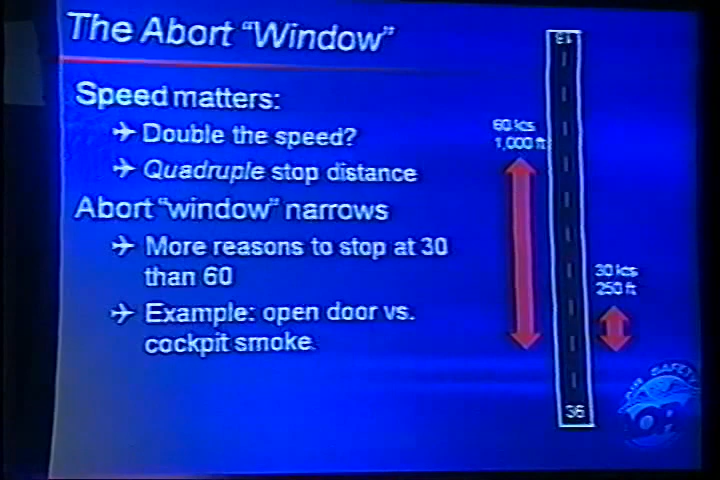 The Abort “Window”
Speed matters:
Double the speed?
Quadruple stop distance
Abort “window” narrows
More reasons to stop at 30
than 60
Example: open door vs.
cockpit smoke
18
60 kts
1,000 ft
30 kts
250 ft
36
SAFETY